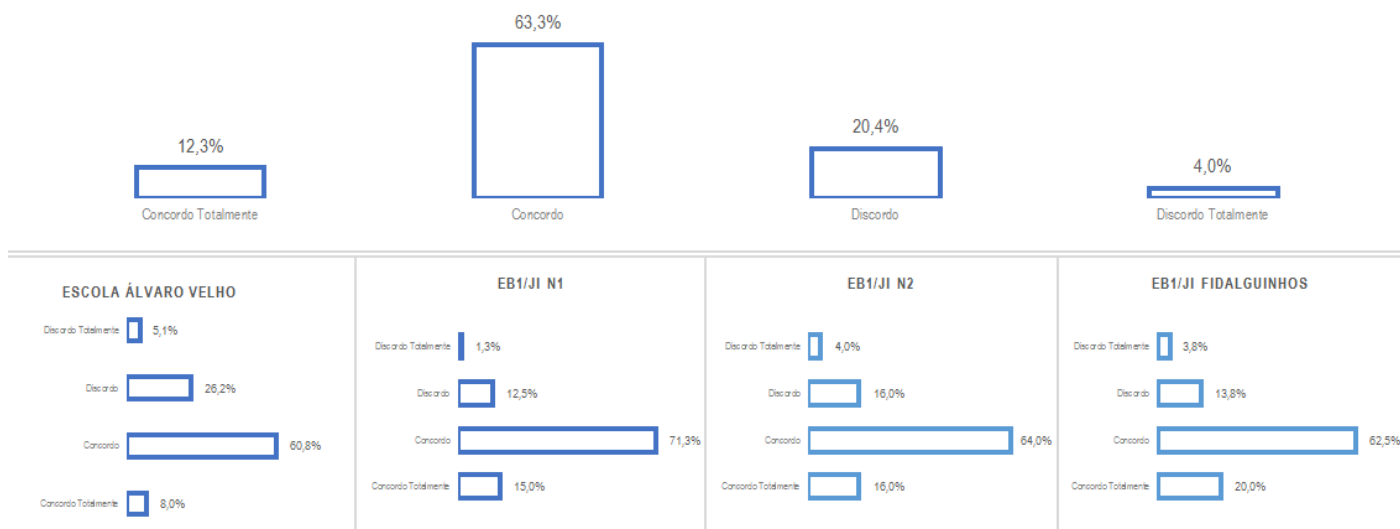 63,3%
20,4%
12,3%
4,0%
Concordo Totalmente
Concordo
Discordo
Discordo Totalmente
ESCOLA ÁLVARO VELHO
Discordo Totalmente 5,1%
Discordo 26,2%
Concordo 60,8%
Concordo Totalmente 8,0%
EB1/JI N1
Discordo Totalmente 1,3%
Discordo 12,5%
Concordo 71,3%
Concordo Totalmente 15,0%
EB1/JI N2
Discordo Totalmente 4,0%
Discordo 16,0%
Concordo 64,0%
Concordo Totalmente 16,0%
EB1/JI FIDALGUINHOS
Discordo Totalmente 3,8%
Discordo 13,8%
Concordo 62,5%
Concordo Totalmente 20,0%